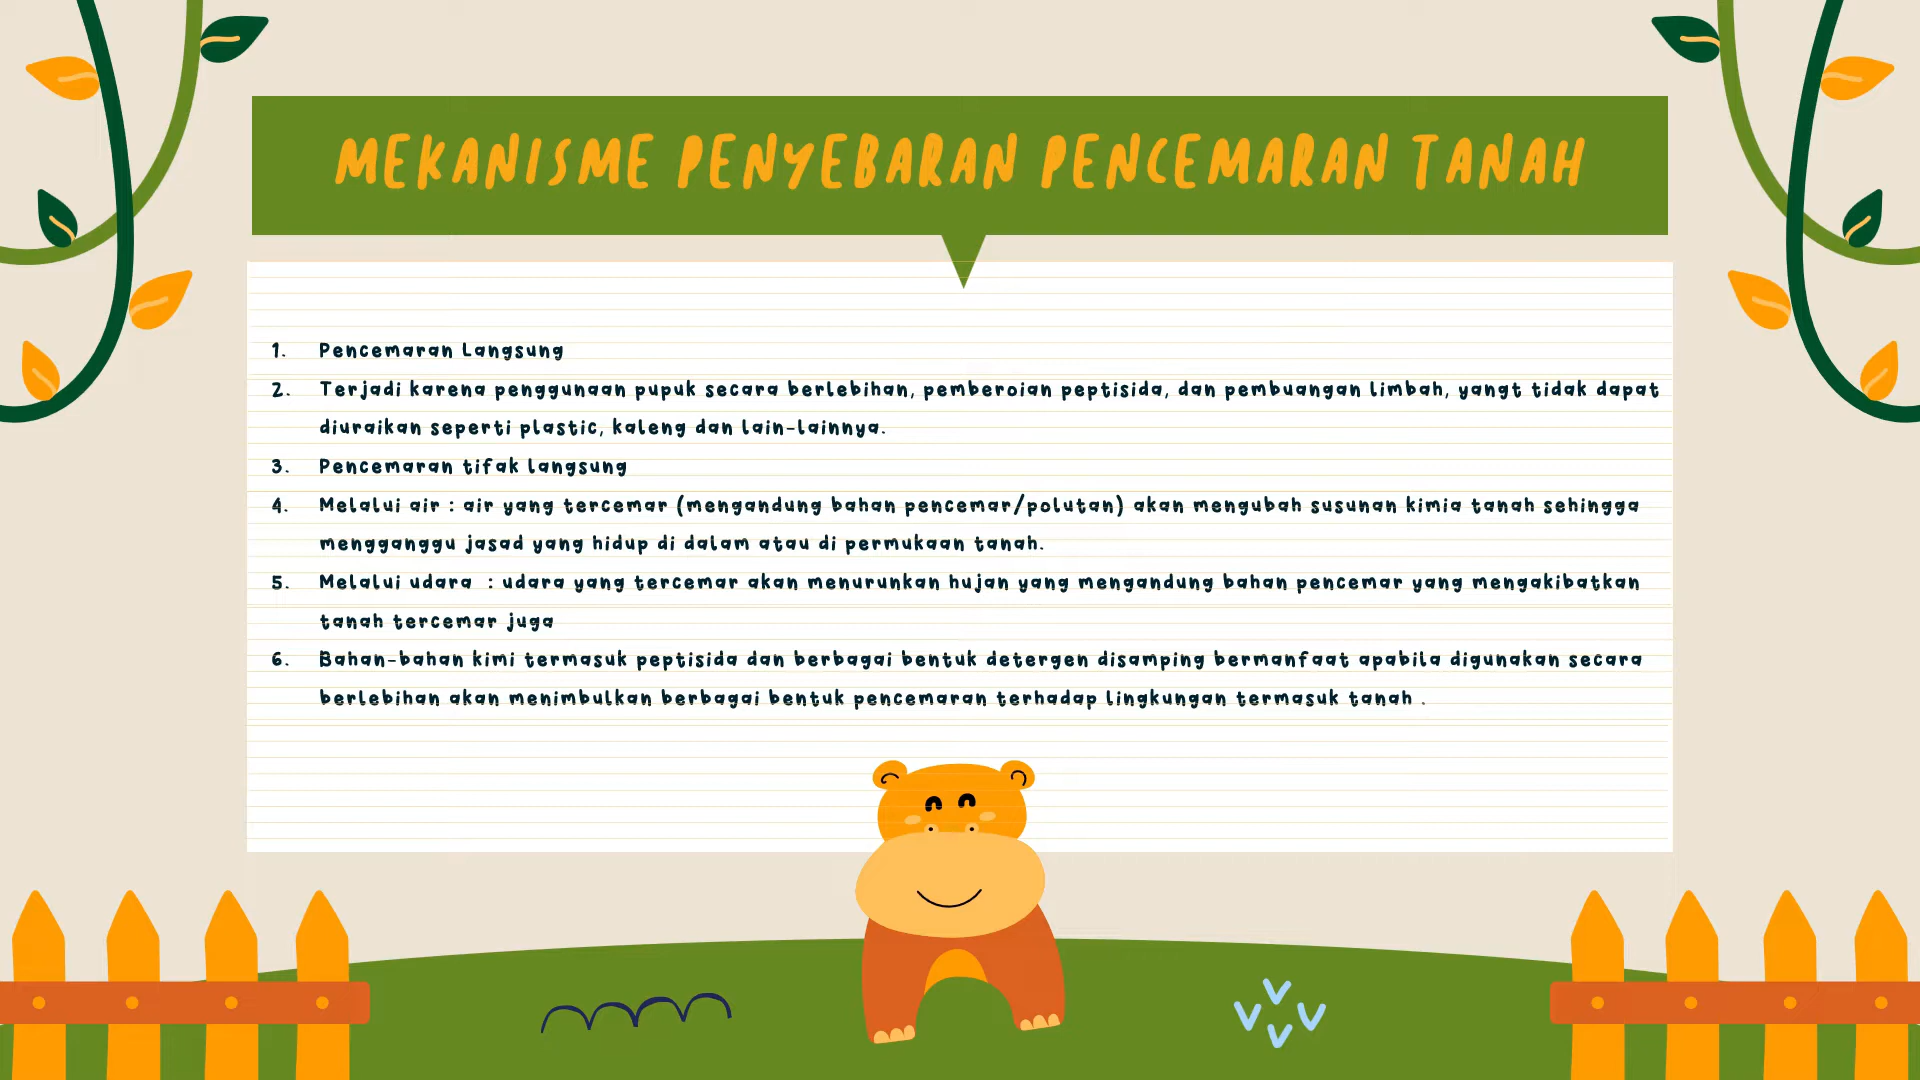 MEKANISME PENYEBARAN PENCEMARAN TANAH
1. Pencemaran Langsung
2. Terjadi karena penggunaan pupuk secara berlebihan, pemberoian peptisida, dan pembuangan limbah, yangt tidak dapat
diuraikan seperti plastic, kaleng dan lain-lainnya.
3. Pencemaran tifak langsung
4. Melalui air : air yang tercemar (mengandung bahan pencemar/polutan) akan mengubah susunan kimia tanah sehingga
mengganggu jasad yang hidup di dalam atau di permukaan tanah.
5. Melalui udara  : udara yang tercemar akan menurunkan hujan yang mengandung bahan pencemar yang mengakibatkan
tanah tercemar juga
6. Bahan-bahan kimi termasuk peptisida dan berbagai bentuk detergen disamping bermanfaat apabila digunakan secara
berlebihan akan menimbulkan berbagai bentuk pencemaran terhadap lingkungan termasuk tanah .